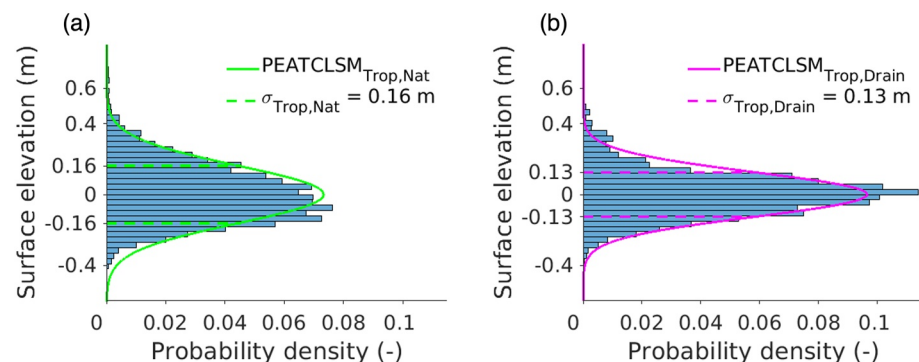 (a)
PEATCLSM_Trop,Nat
σ_Trop,Nat = 0.16 m
Surface elevation (m)
0.6
0.4
0.16
0
-0.16
-0.4
0 0.02 0.04 0.06 0.08 0.1
Probability density (-)
(b)
PEATCLSM_Trop,Drain
σ_Trop,Drain = 0.13 m
Surface elevation (m)
0.6
0.4
0.13
0
-0.13
-0.4
0 0.02 0.04 0.06 0.08 0.1
Probability density (-)